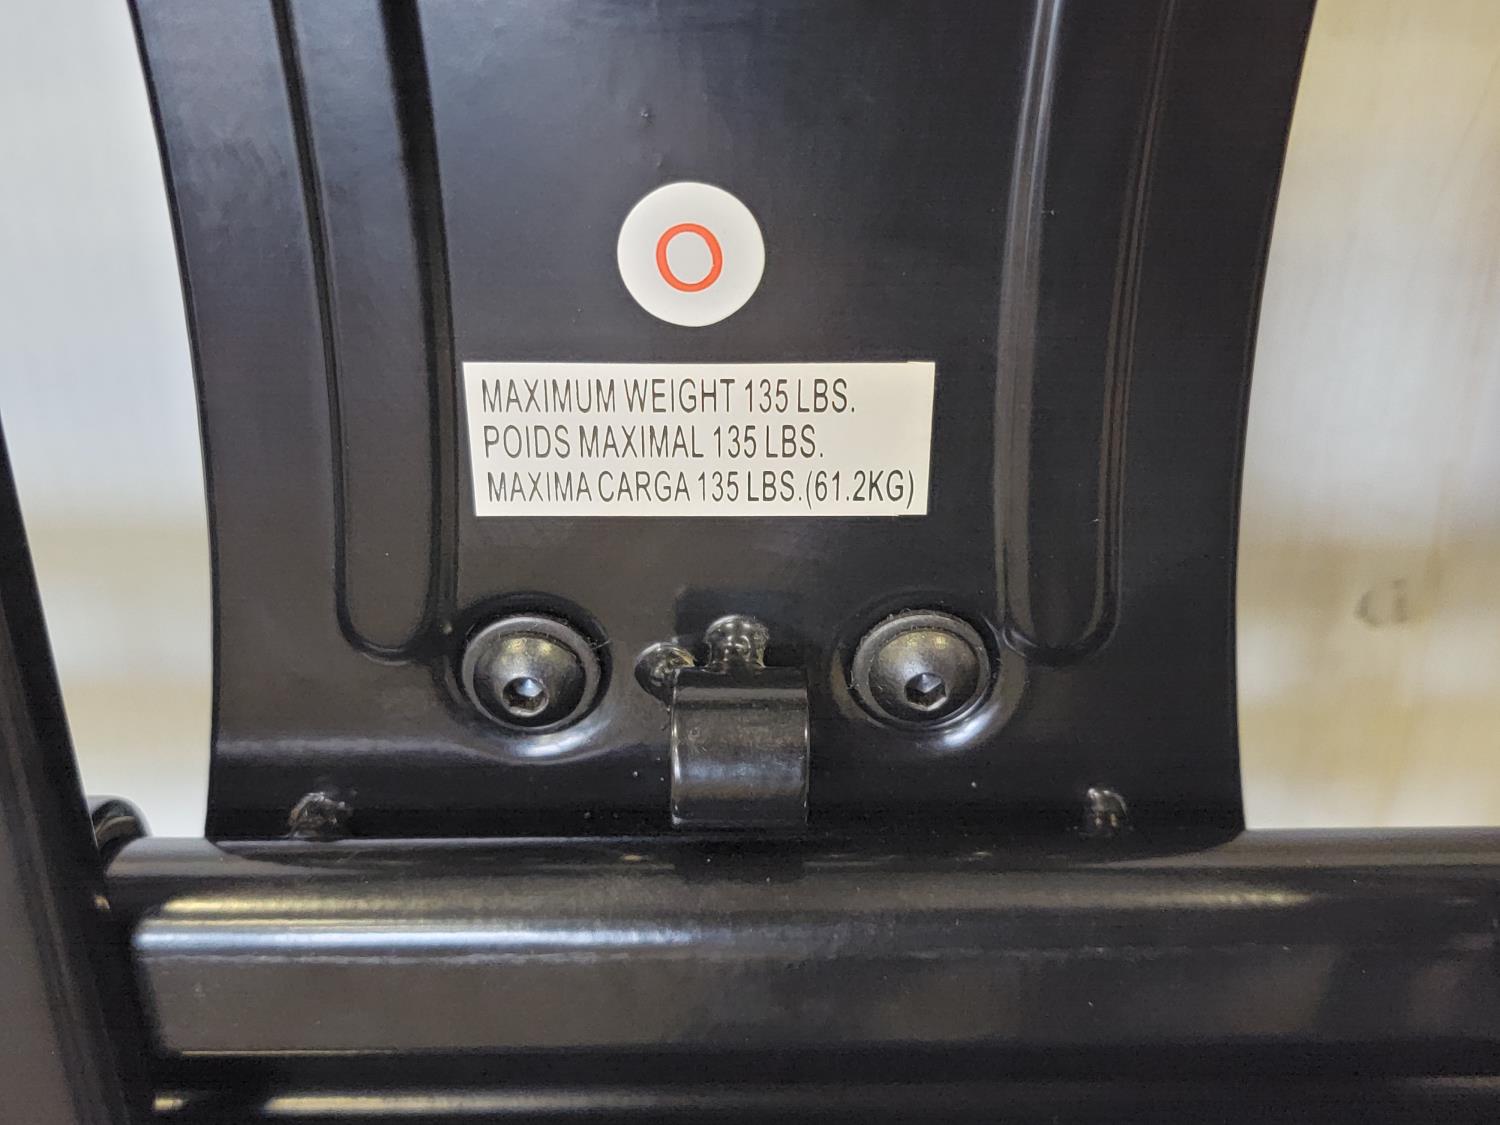 O
MAXIMUM WEIGHT 135 LBS.
POIDS MAXIMAL 135 LBS.
MAXIMA CARGA 135 LBS.(61.2KG)